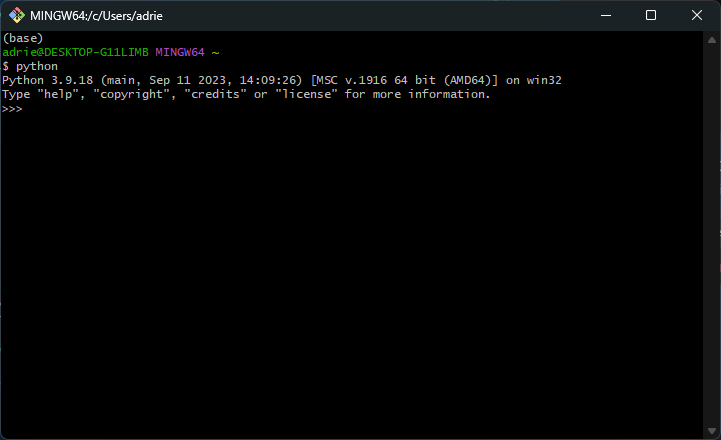 MINGW64:/c/Users/adrie
(base)
adrie@DESKTOP-G11LIMB MINGW64 ~
$ python
Python 3.9.18 (main, Sep 11 2023, 14:09:26) [MSC v.1916 64 bit (AMD64)] on win32
Type "help", "copyright", "credits" or "license" for more information.
>>>